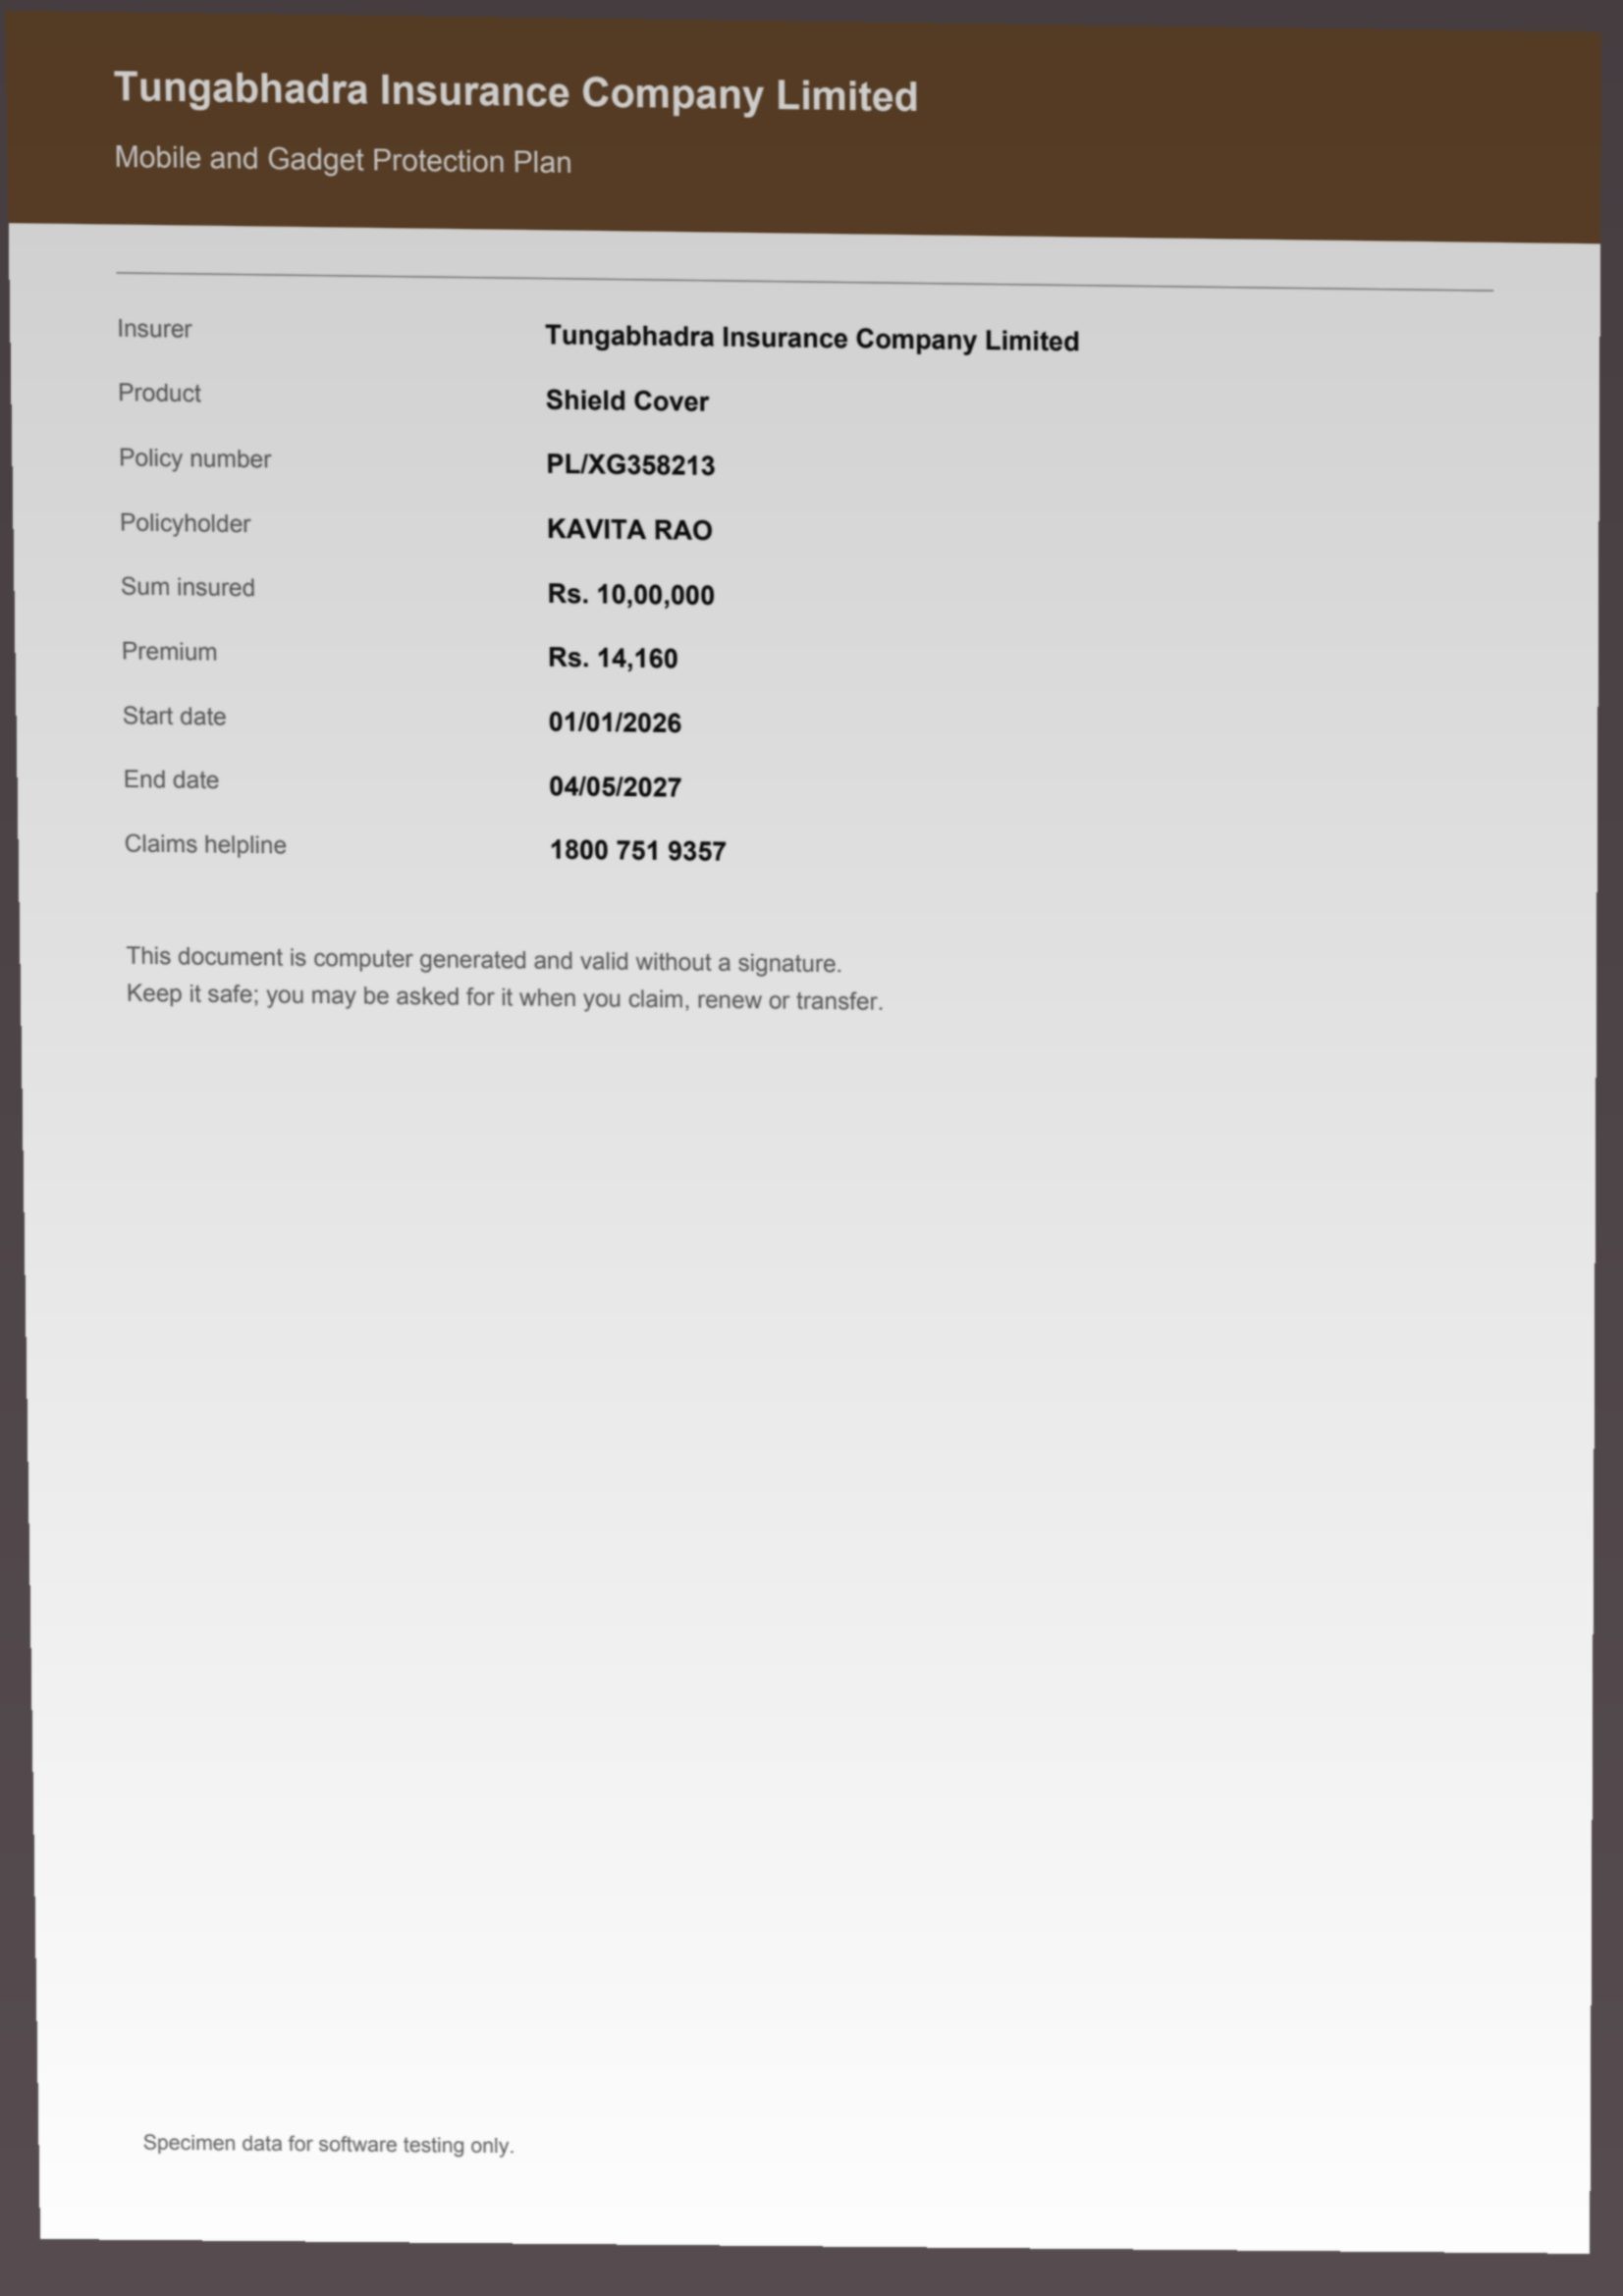 Tungabhadra Insurance Company Limited
Mobile and Gadget Protection Plan
Insurer Tungabhadra Insurance Company Limited
Product Shield Cover
Policy number PL/XG358213
Policyholder KAVITA RAO
Sum insured Rs. 10,00,000
Premium Rs. 14,160
Start date 01/01/2026
End date 04/05/2027
Claims helpline 1800 751 9357
This document is computer generated and valid without a signature.
Keep it safe; you may be asked for it when you claim, renew or transfer.
Specimen data for software testing only.